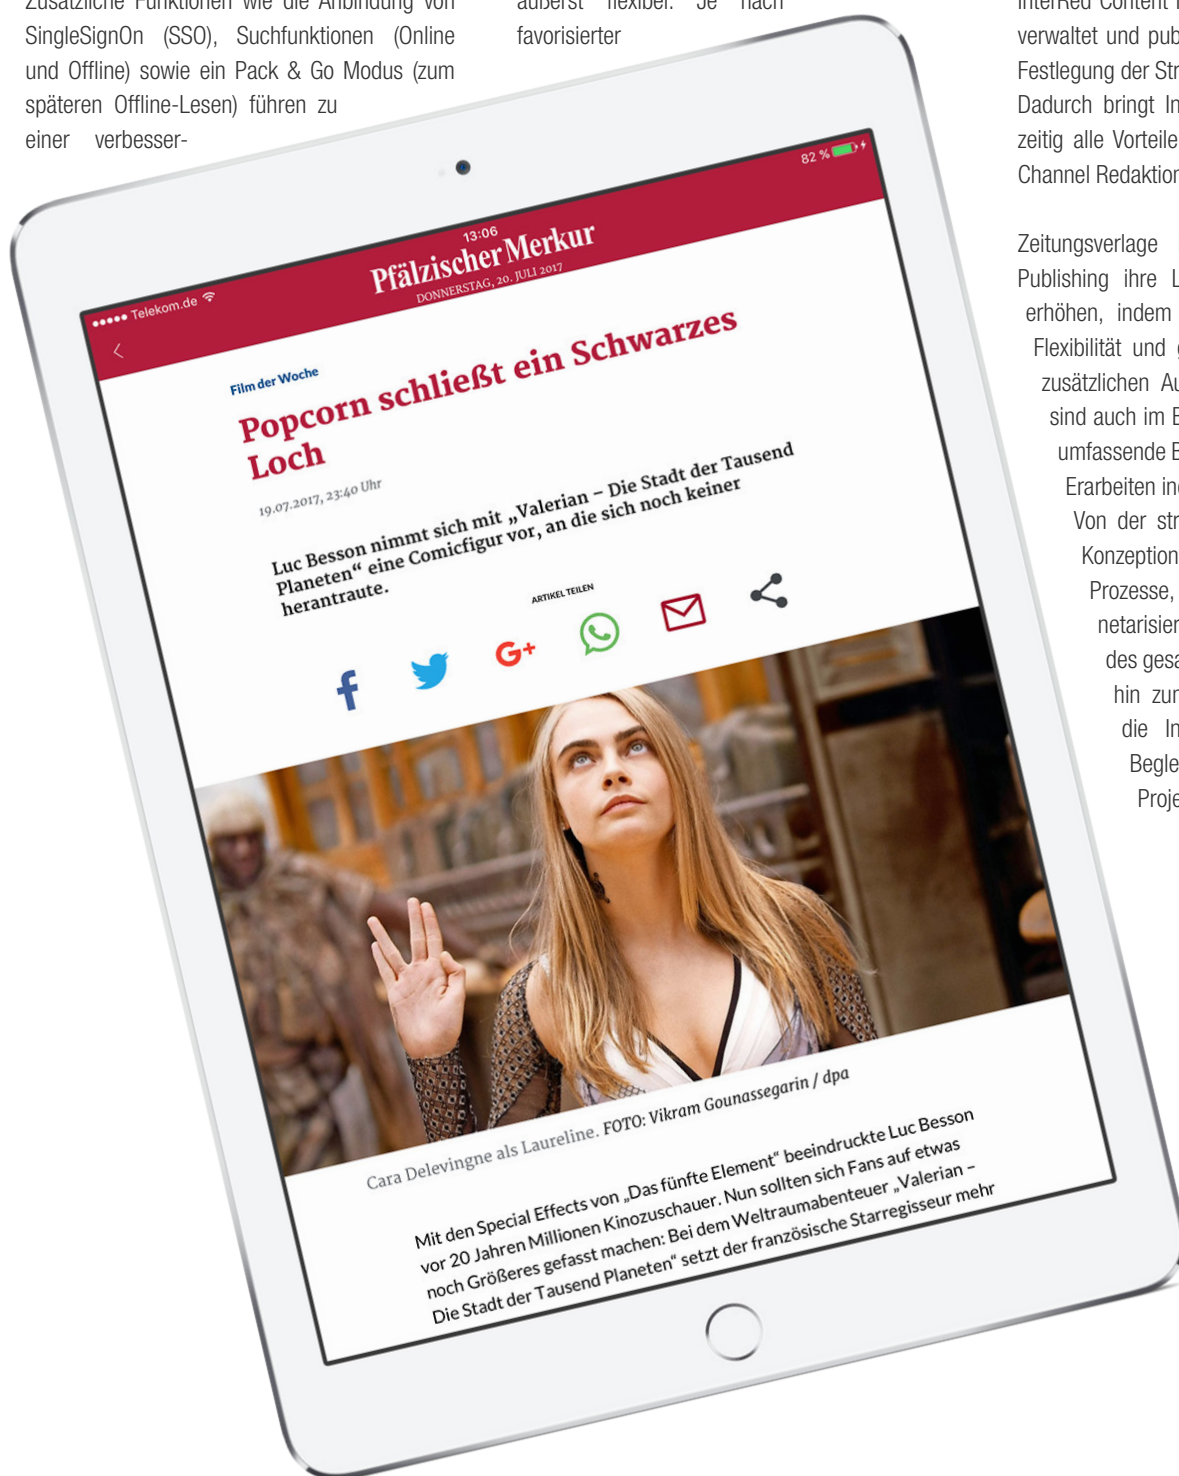 Zusätzliche Funktionen wie die Anbindung von
SingleSignOn (SSO), Suchfunktionen (Online
und Offline) sowie ein Pack & Go Modus (zum
späteren Offline-Lesen) führen zu
einer verbesser-
äußerst flexibel. Je nach
favorisierter
InterRed Content
verwaltet und pub
Festlegung der Str
Dadurch bringt In
zeitig alle Vorteile
Channel Redaktion
Zeitungsverlage
Publishing ihre L
erhöhen, indem
Flexibilität und g
zusätzlichen Au
sind auch im B
umfassende B
Erarbeiten in
Von der str
Konzeption
Prozesse,
netarisier
des gesa
hin zur
die In
Begle
Proje
Telekom.de
13:06
82 %
Pfälzischer Merkur
DONNERSTAG, 20. JULI 2017
Film der Woche
Popcorn schließt ein Schwarzes
Loch
19.07.2017, 23:40 Uhr
Luc Besson nimmt sich mit „Valerian – Die Stadt der Tausend
Planeten“ eine Comicfigur vor, an die sich noch keiner
herantraute.
ARTIKEL TEILEN
f
G+
Cara Delevingne als Laureline. FOTO: Vikram Gounassegarin / dpa
Mit den Special Effects von „Das fünfte Element“ beeindruckte Luc Besson
vor 20 Jahren Millionen Kinozuschauer. Nun sollten sich Fans auf etwas
noch Größeres gefasst machen: Bei dem Weltraumabenteuer „Valerian –
Die Stadt der Tausend Planeten“ setzt der französische Starregisseur mehr